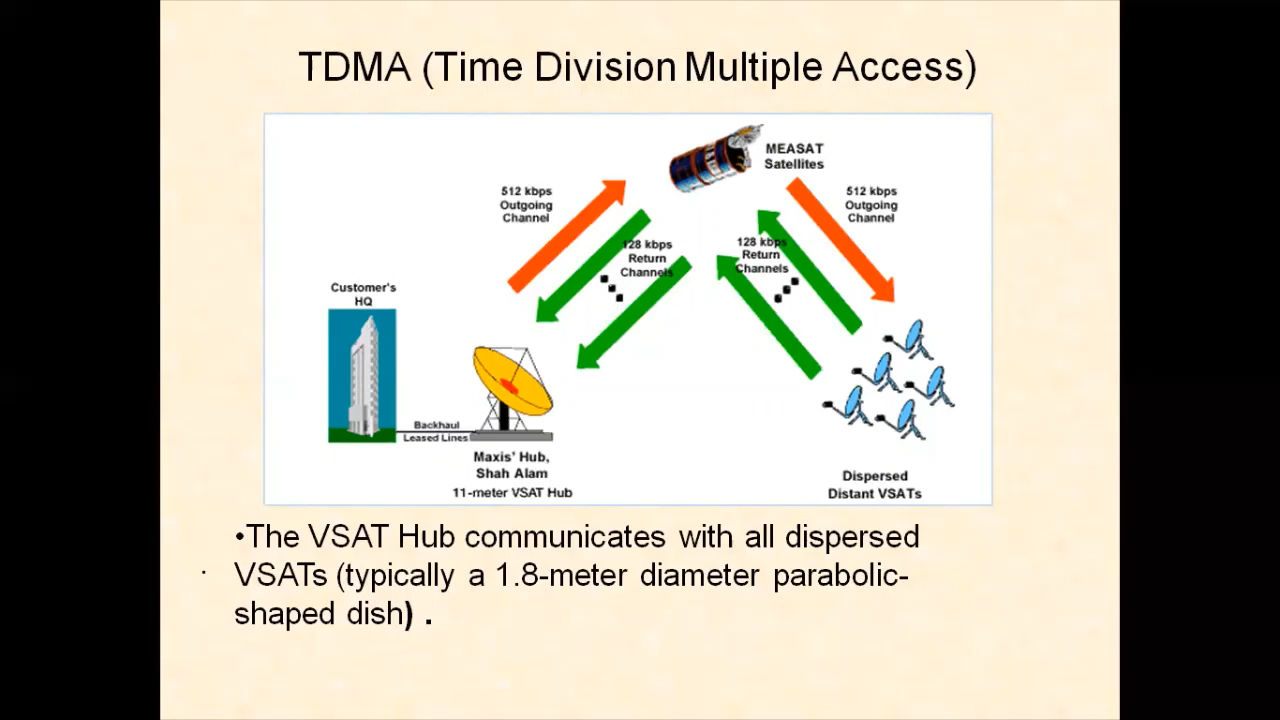 TDMA (Time Division Multiple Access)
MEASAT
Satellites
512 kbps
Outgoing
Channel
512 kbps
Outgoing
Channel
128 kbps
Return
Channels
128 kbps
Return
Channels
Customer's
HQ
Backhaul
Leased Lines
Maxis' Hub,
Shah Alam
11-meter VSAT Hub
Dispersed
Distant VSATs
•The VSAT Hub communicates with all dispersed
VSATs (typically a 1.8-meter diameter parabolic-
shaped dish) .